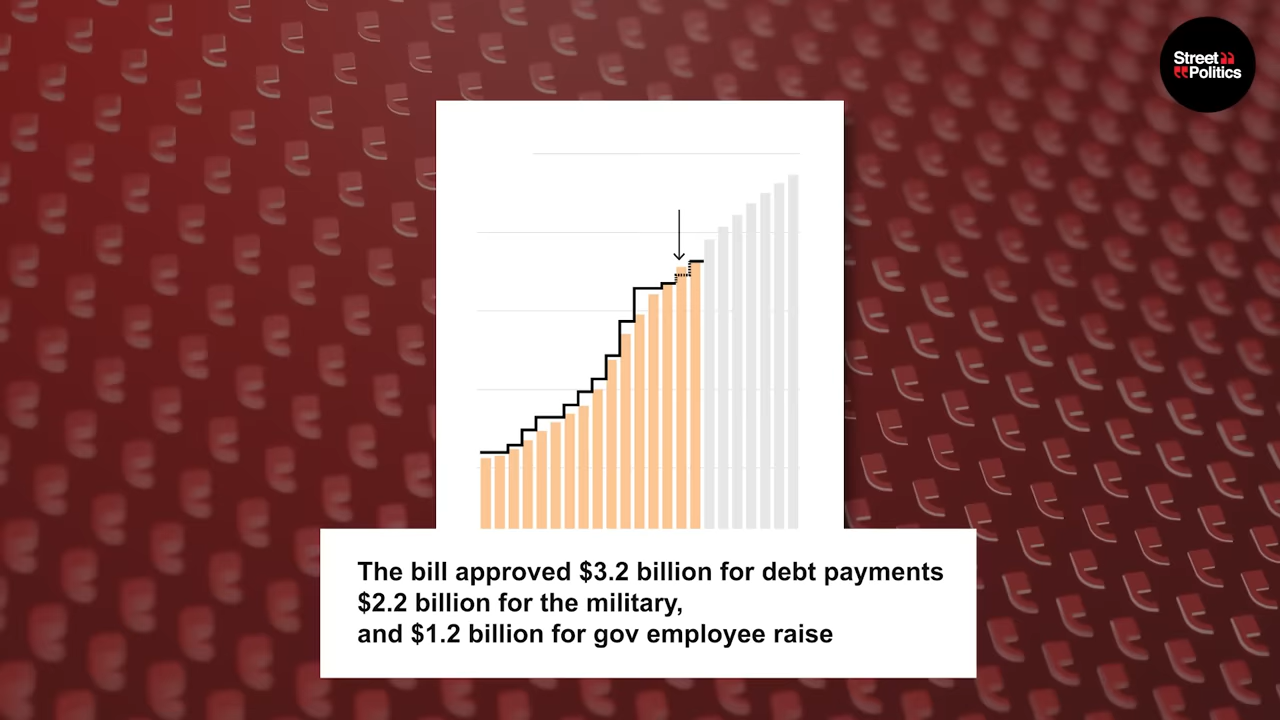 Street
Politics
The bill approved $3.2 billion for debt payments
$2.2 billion for the military,
and $1.2 billion for gov employee raise